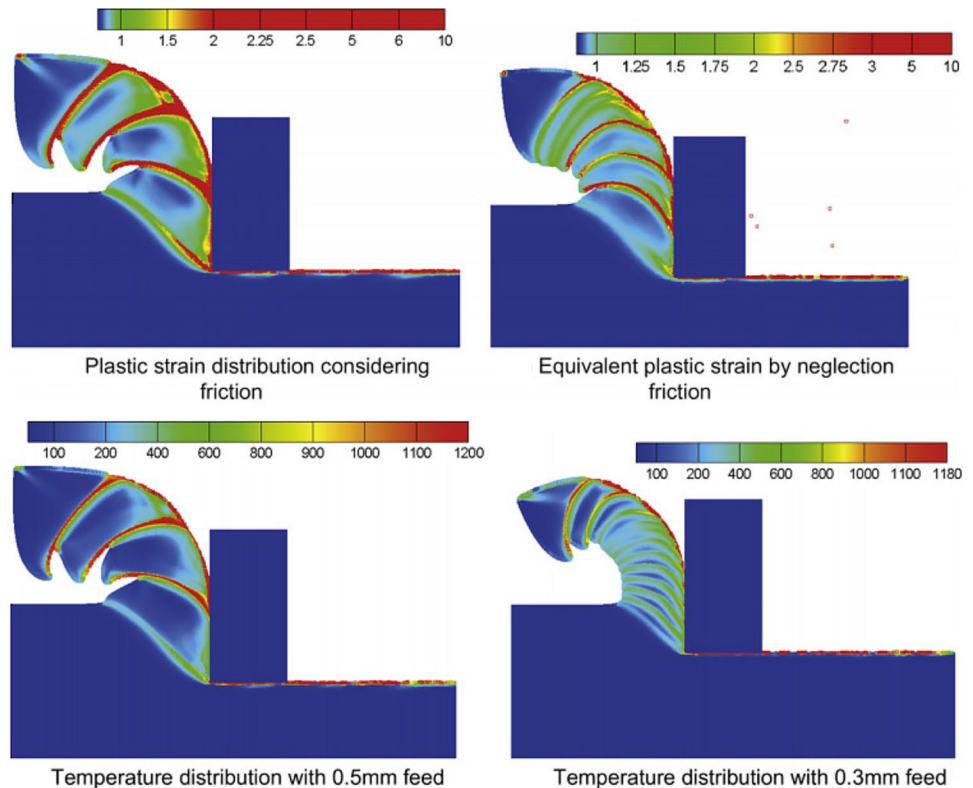 1 1.5 2 2.25 2.5 5 6 10
1 1.25 1.5 1.75 2 2.5 2.75 3 5 10
Plastic strain distribution considering
friction
Equivalent plastic strain by neglection
friction
100 200 400 600 800 900 1000 1100 1200
100 200 400 600 800 1000 1180
Temperature distribution with 0.5mm feed
Temperature distribution with 0.3mm feed